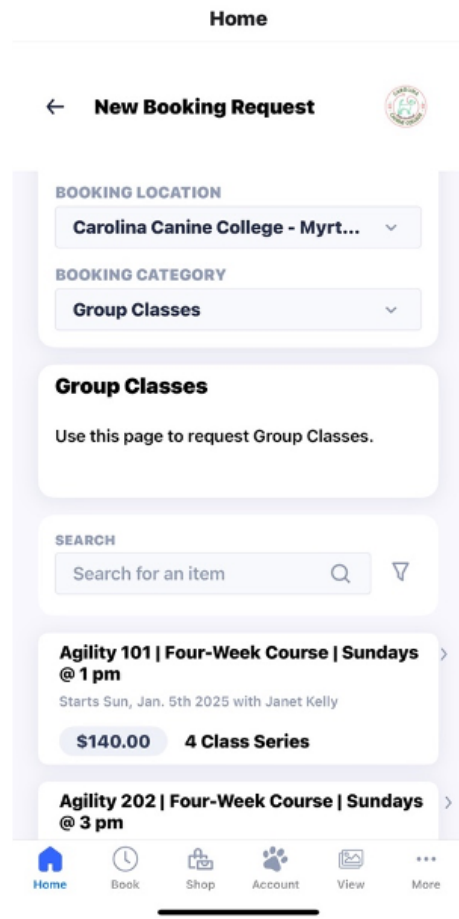 Home
New Booking Request
BOOKING LOCATION
Carolina Canine College - Myrt...
BOOKING CATEGORY
Group Classes
Group Classes
Use this page to request Group Classes.
SEARCH
Search for an item
Agility 101 | Four-Week Course | Sundays
@ 1 pm
Starts Sun, Jan. 5th 2025 with Janet Kelly
$140.00 4 Class Series
Agility 202 | Four-Week Course | Sundays
@ 3 pm
Home Book Shop Account View More